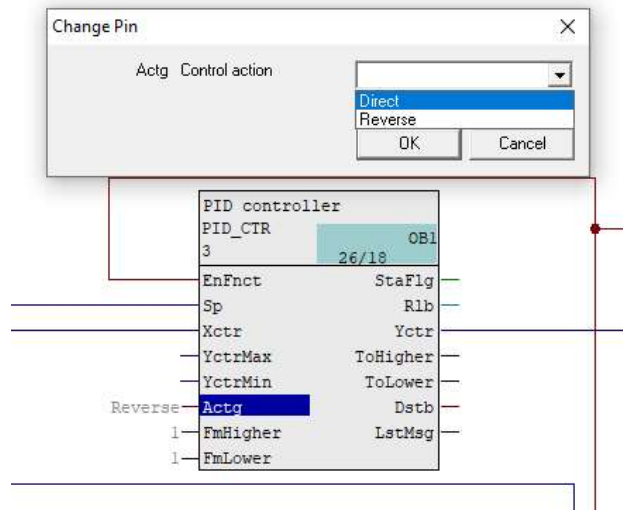 Change Pin
Actg Control action
Direct
Reverse
OK Cancel
PID controller
PID_CTR
OB1
3
26/18
EnFnct StaFlg
Sp Rlb
Xctr Yctr
YctrMax ToHigher
YctrMin ToLower
Reverse Actg Dstb
1 FmHigher LstMsg
1 FmLower